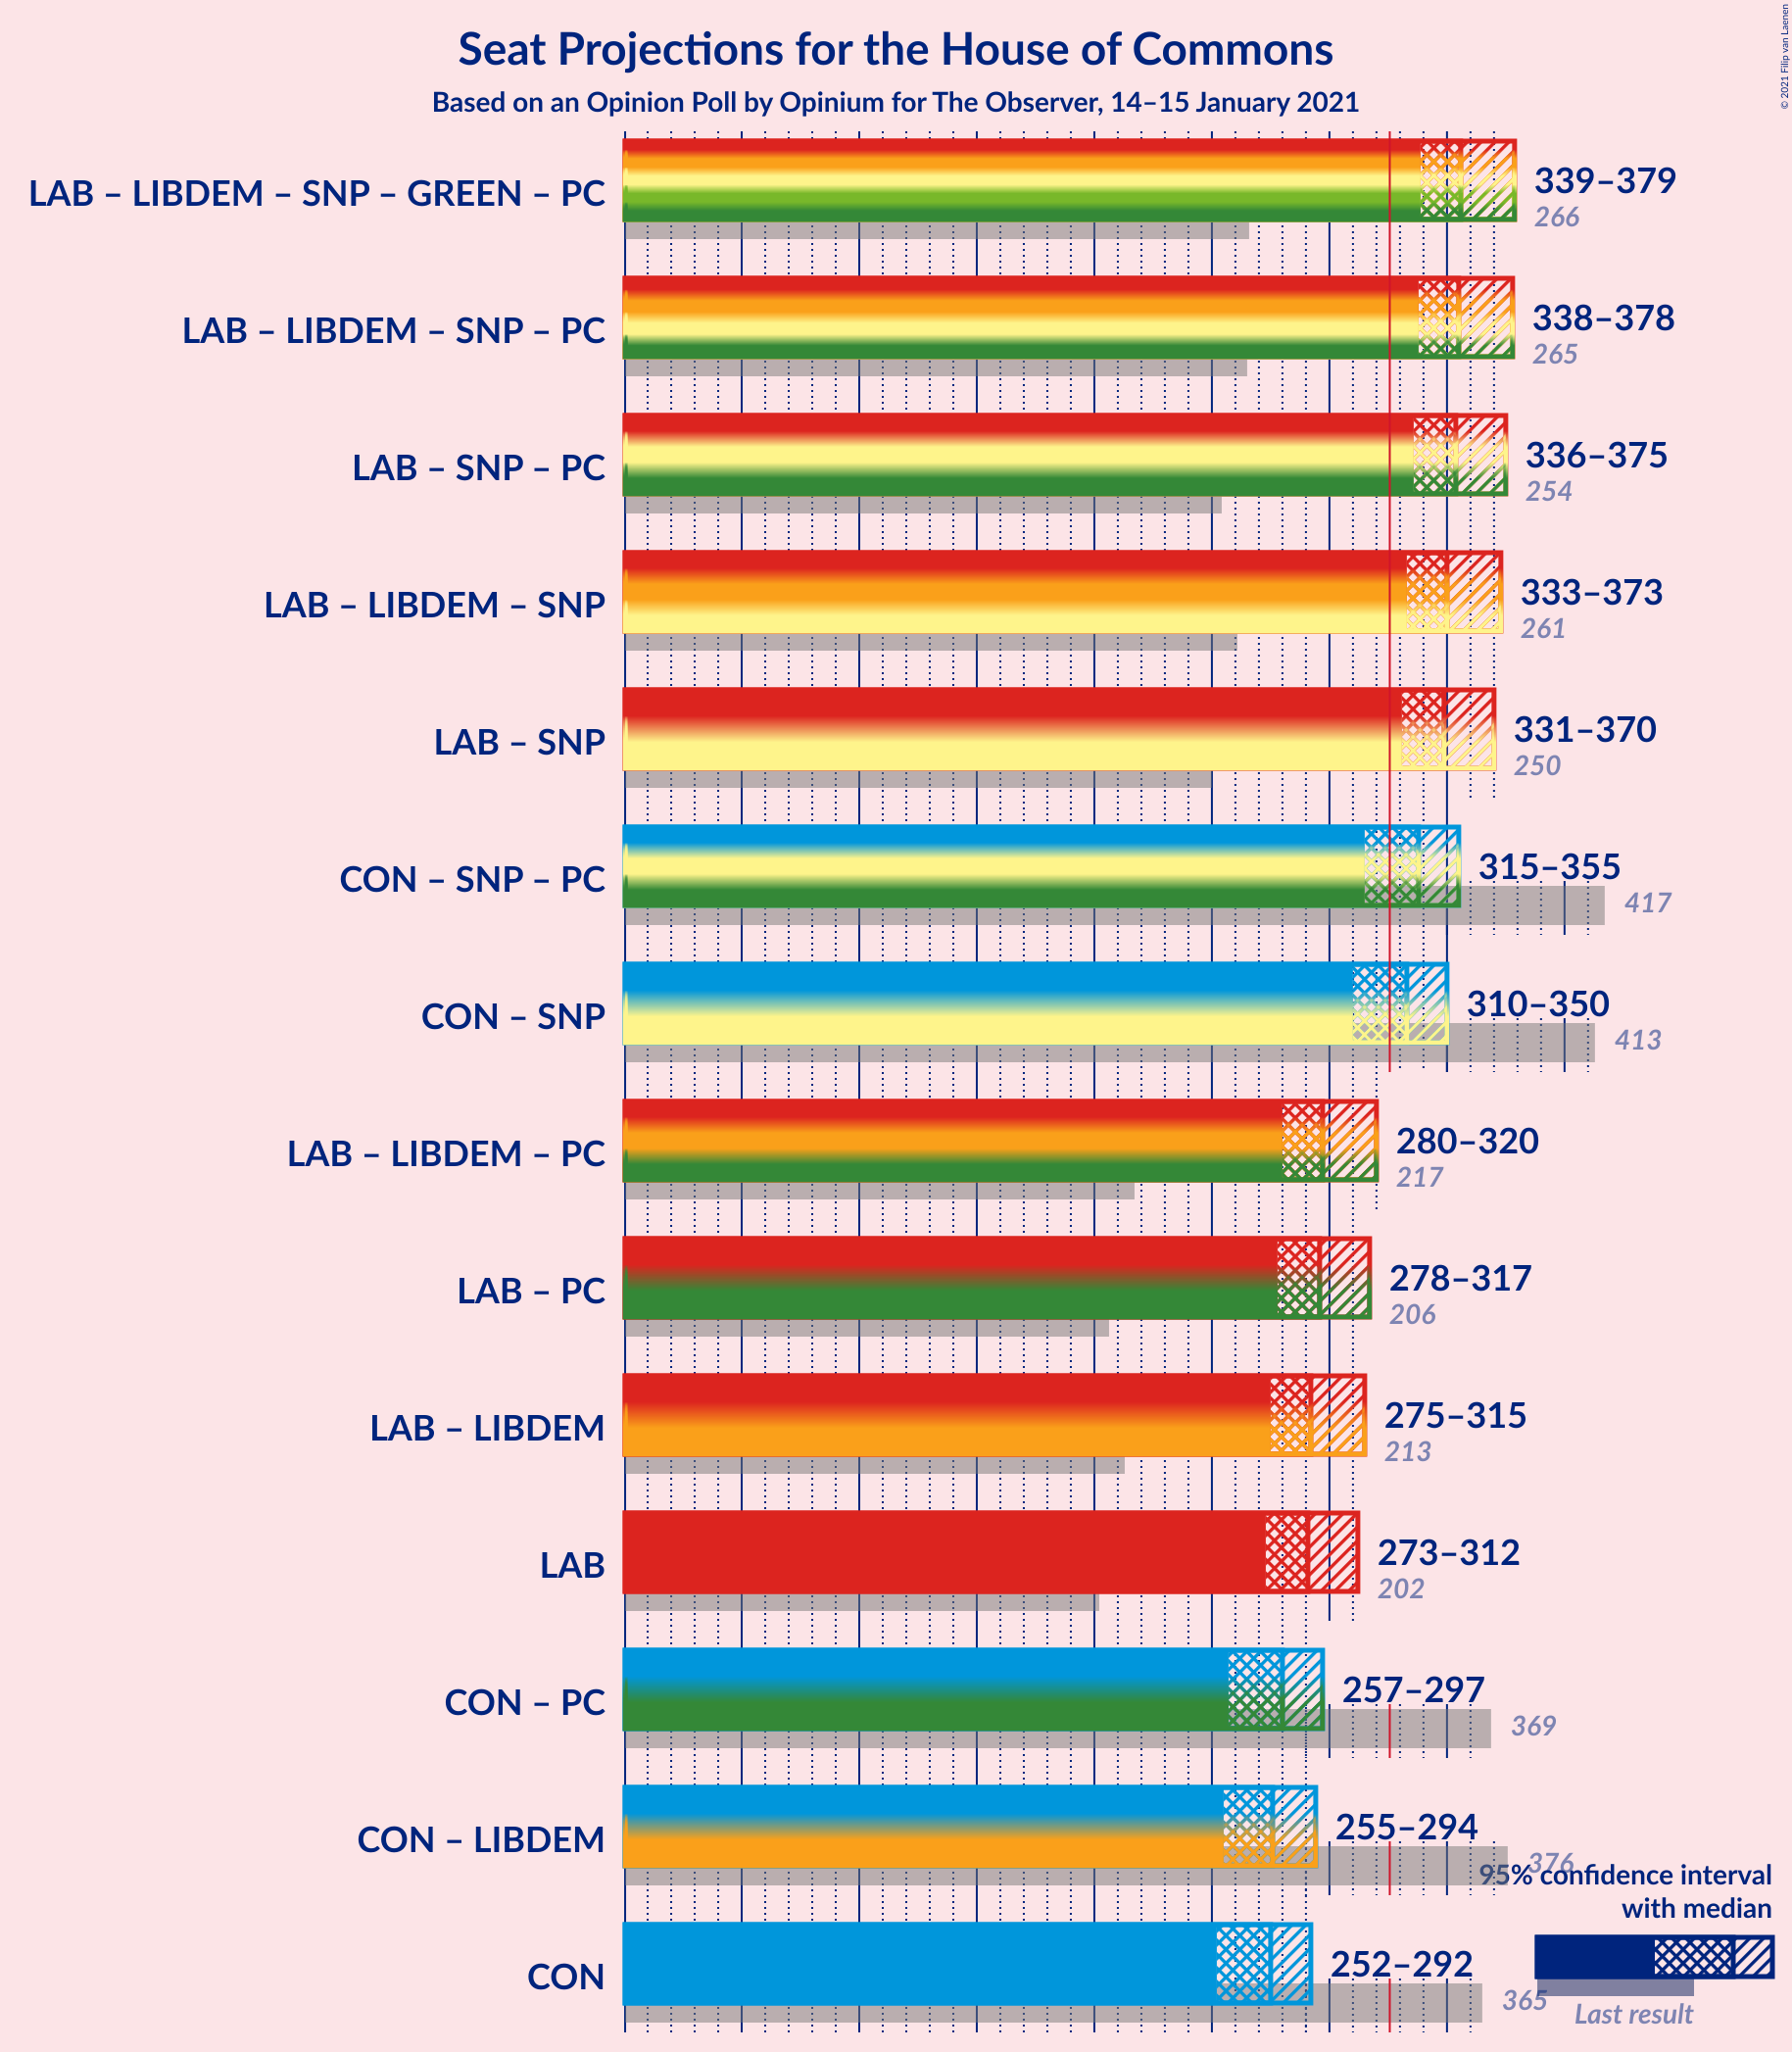 Seat Projections for the House of Commons
Based on an Opinion Poll by Opinium for The Observer, 14–15 January 2021
© 2021 Filip van Laenen
LAB – LIBDEM – SNP – GREEN – PC
339–379
266
LAB – LIBDEM – SNP – PC
338–378
265
LAB – SNP – PC
336–375
254
LAB – LIBDEM – SNP
333–373
261
LAB – SNP
331–370
250
CON – SNP – PC
315–355
417
CON – SNP
310–350
413
LAB – LIBDEM – PC
280–320
217
LAB – PC
278–317
206
LAB – LIBDEM
275–315
213
LAB
273–312
202
CON – PC
257–297
369
CON – LIBDEM
255–294
376
CON
252–292
365
95% confidence interval
with median
Last result